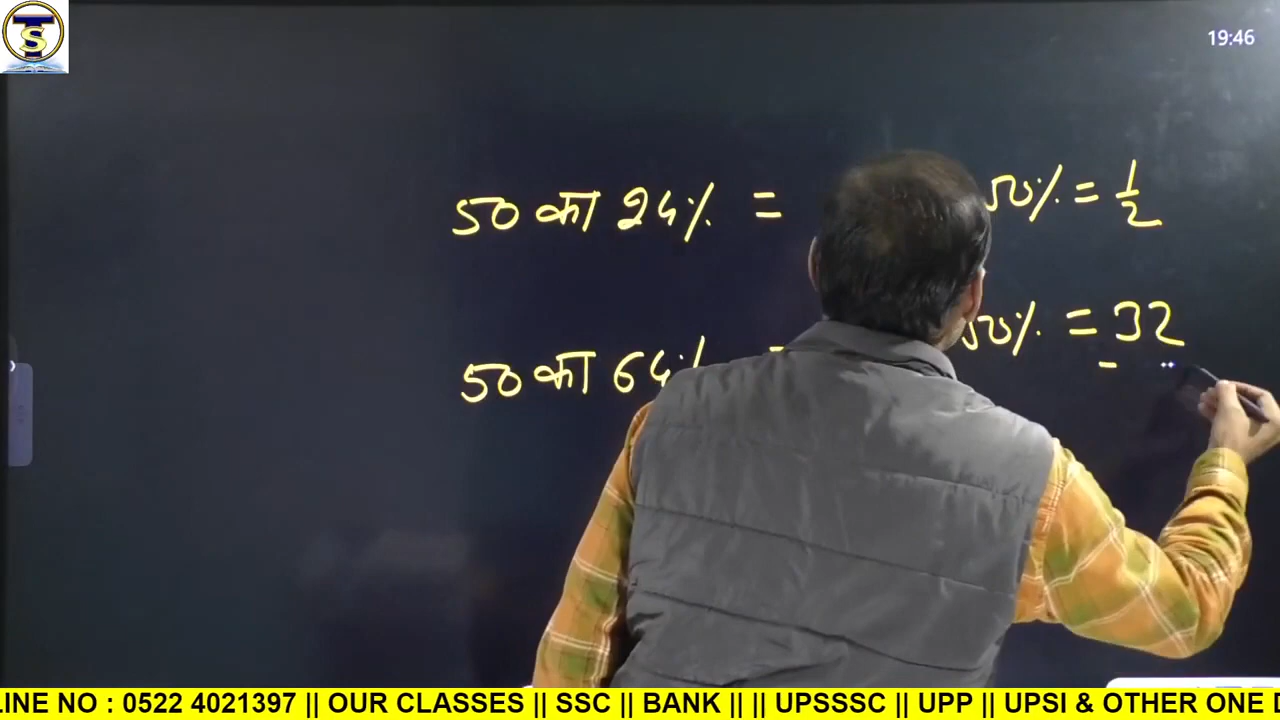 TS
19:46
50 का 24% = 50% = 1/2
50 का 64% 50% = 32
LINE NO : 0522 4021397 || OUR CLASSES || SSC || BANK || || UPSSSC || UPP || UPSI & OTHER ONE